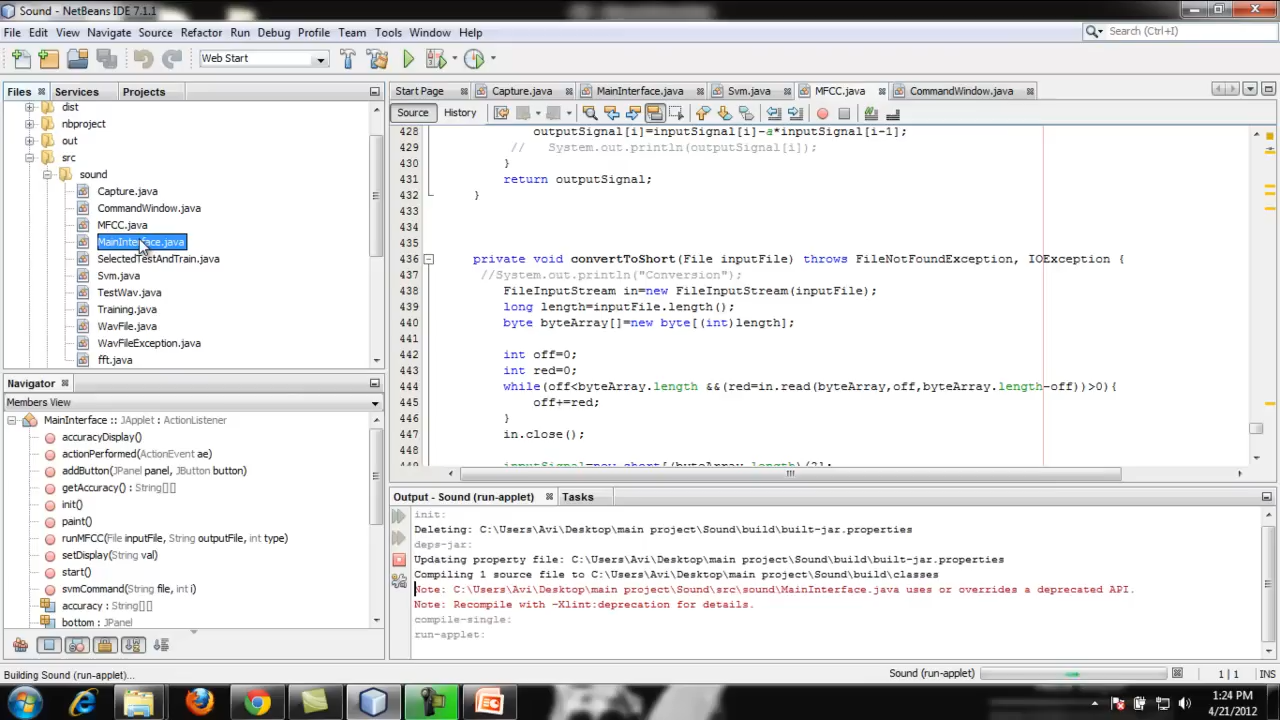 Sound - NetBeans IDE 7.1.1
File Edit View Navigate Source Refactor Run Debug Profile Team Tools Window Help
Search (Ctrl+I)
Web Start
Files Services Projects
Start Page Capture.java MainInterface.java Svm.java MFCC.java CommandWindow.java
Source History
dist
nbproject
out
src
sound
Capture.java
CommandWindow.java
MFCC.java
MainInterface.java
SelectedTestAndTrain.java
Svm.java
TestWav.java
Training.java
WavFile.java
WavFileException.java
fft.java
428 outputSignal[i]=inputSignal[i]-a*inputSignal[i-1];
429 // System.out.println(outputSignal[i]);
430 }
431 return outputSignal;
432 }
433
434
435
436 private void convertToShort(File inputFile) throws FileNotFoundException, IOException {
437 //System.out.println("Conversion");
438 FileInputStream in=new FileInputStream(inputFile);
439 long length=inputFile.length();
440 byte byteArray[]=new byte[(int)length];
441
442 int off=0;
443 int red=0;
444 while(off<byteArray.length &&(red=in.read(byteArray,off,byteArray.length-off))>0){
445 off+=red;
446 }
447 in.close();
448
449 inputSignal=new short[(byteArray.length)/2];
Navigator
Members View
MainInterface :: JApplet : ActionListener
accuracyDisplay()
actionPerformed(ActionEvent ae)
addButton(JPanel panel, JButton button)
getAccuracy() : String[]
init()
paint()
runMFCC(File inputFile, String outputFile, int type)
setDisplay(String val)
start()
svmCommand(String file, int i)
accuracy : String[]
bottom : JPanel
Output - Sound (run-applet) Tasks
init:
Deleting: C:\Users\Avi\Desktop\main project\Sound\build\built-jar.properties
deps-jar:
Updating property file: C:\Users\Avi\Desktop\main project\Sound\build\built-jar.properties
Compiling 1 source file to C:\Users\Avi\Desktop\main project\Sound\build\classes
Note: C:\Users\Avi\Desktop\main project\Sound\src\sound\MainInterface.java uses or overrides a deprecated API.
Note: Recompile with -Xlint:deprecation for details.
compile-single:
run-applet:
Building Sound (run-applet)...
Sound (run-applet)
1 | 1 INS
1:24 PM
4/21/2012